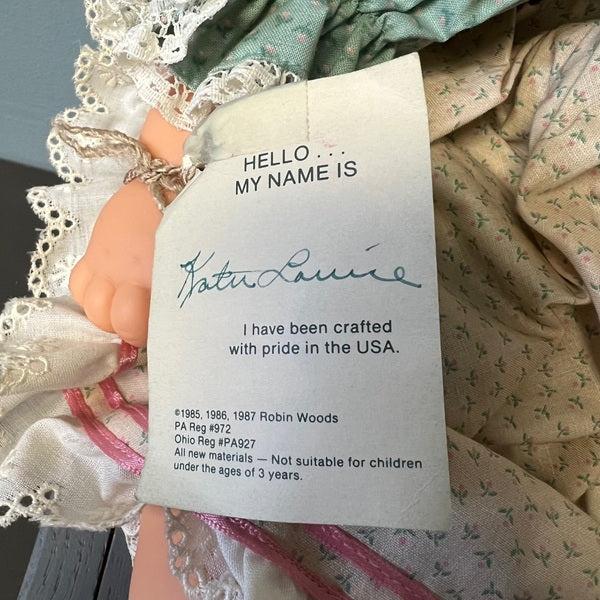 HELLO...
MY NAME IS
Katie Louise
I have been crafted
with pride in the USA.
©1985, 1986, 1987 Robin Woods
PA Reg #972
Ohio Reg #PA927
All new materials — Not suitable for children
under the ages of 3 years.